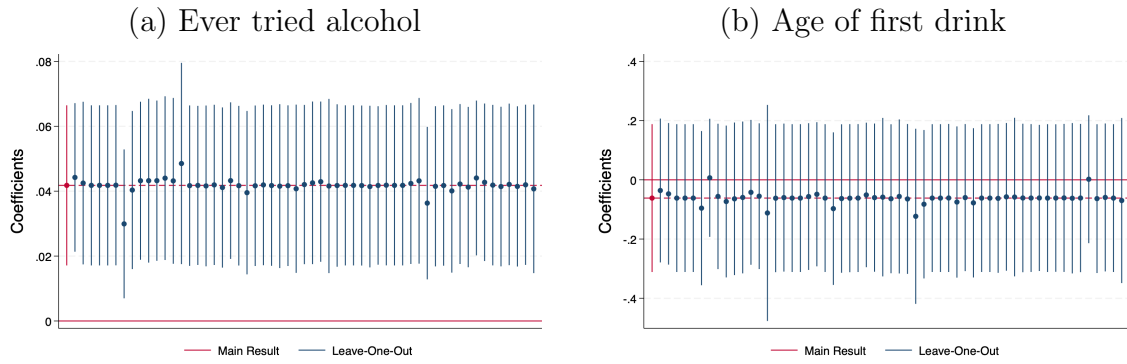 (a) Ever tried alcohol
Coefficients
.08
.06
.04
.02
0
Main Result
Leave-One-Out
(b) Age of first drink
Coefficients
.4
.2
0
-.2
-.4
Main Result
Leave-One-Out